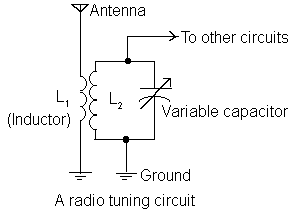 Antenna
To other circuits
L1
(Inductor)
L2
Variable capacitor
Ground
A radio tuning circuit